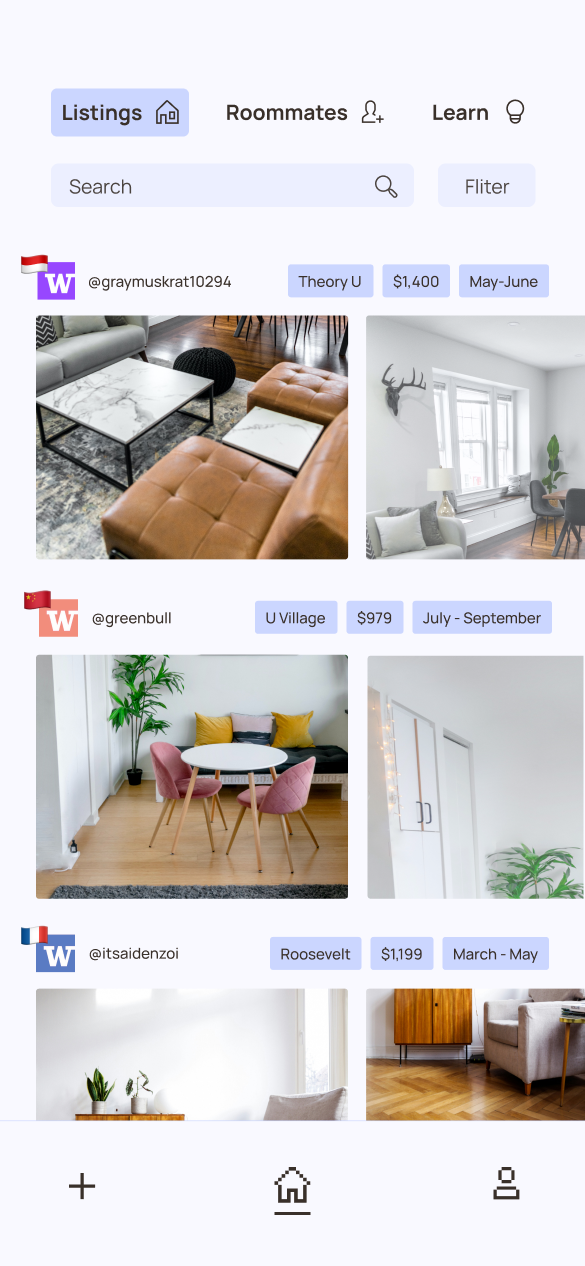 Listings Roommates Learn
Search Fliter
W @graymuskrat10294 Theory U $1,400 May-June
W @greenbull U Village $979 July - September
W @itsaidenzoi Roosevelt $1,199 March - May